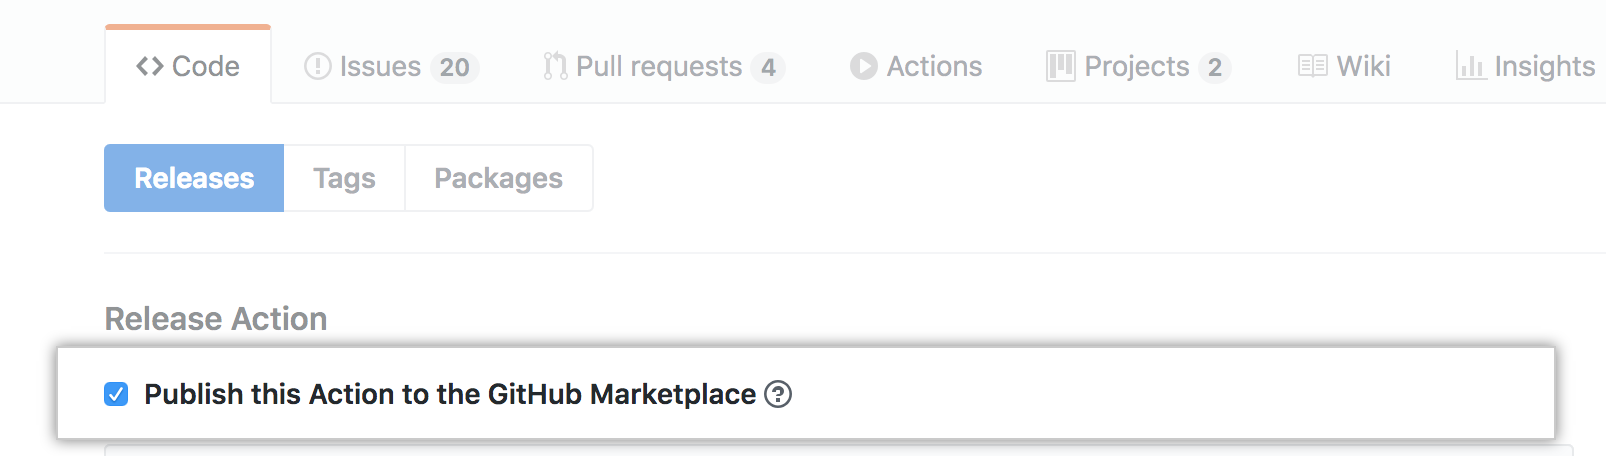 Code Issues 20 Pull requests 4 Actions Projects 2 Wiki Insights
Releases Tags Packages
Release Action
Publish this Action to the GitHub Marketplace